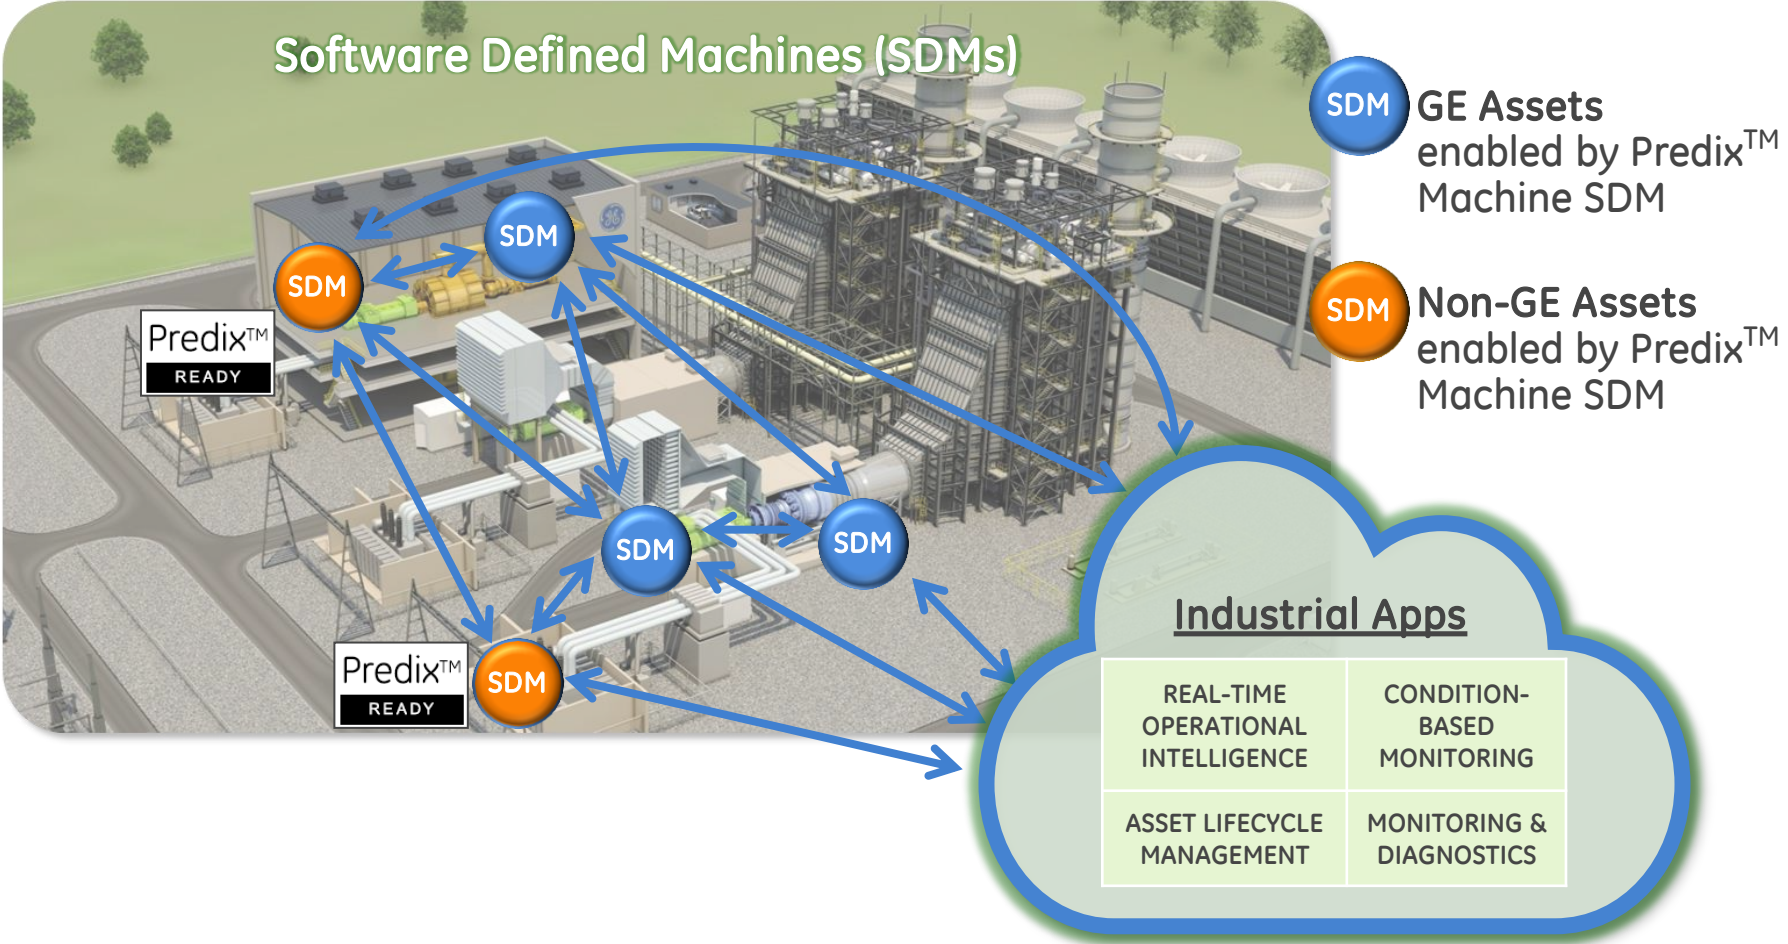 Software Defined Machines (SDMs)
SDM
GE Assets
enabled by Predix™
Machine SDM
SDM
Non-GE Assets
enabled by Predix™
Machine SDM
SDM
SDM
Predix™
READY
SDM
SDM
Predix™
READY
SDM
Industrial Apps
REAL-TIME
OPERATIONAL
INTELLIGENCE
CONDITION-
BASED
MONITORING
ASSET LIFECYCLE
MANAGEMENT
MONITORING &
DIAGNOSTICS